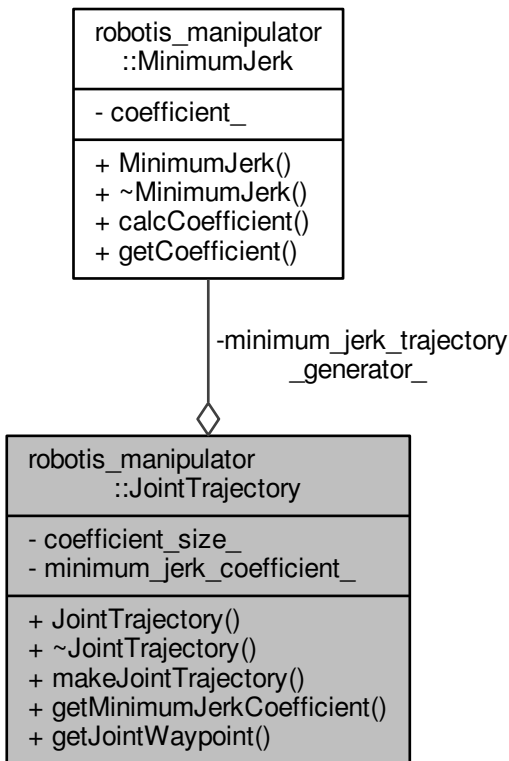 robotis_manipulator
::MinimumJerk
- coefficient_
+ MinimumJerk()
+ ~MinimumJerk()
+ calcCoefficient()
+ getCoefficient()
-minimum_jerk_trajectory
_generator_
robotis_manipulator
::JointTrajectory
- coefficient_size_
- minimum_jerk_coefficient_
+ JointTrajectory()
+ ~JointTrajectory()
+ makeJointTrajectory()
+ getMinimumJerkCoefficient()
+ getJointWaypoint()